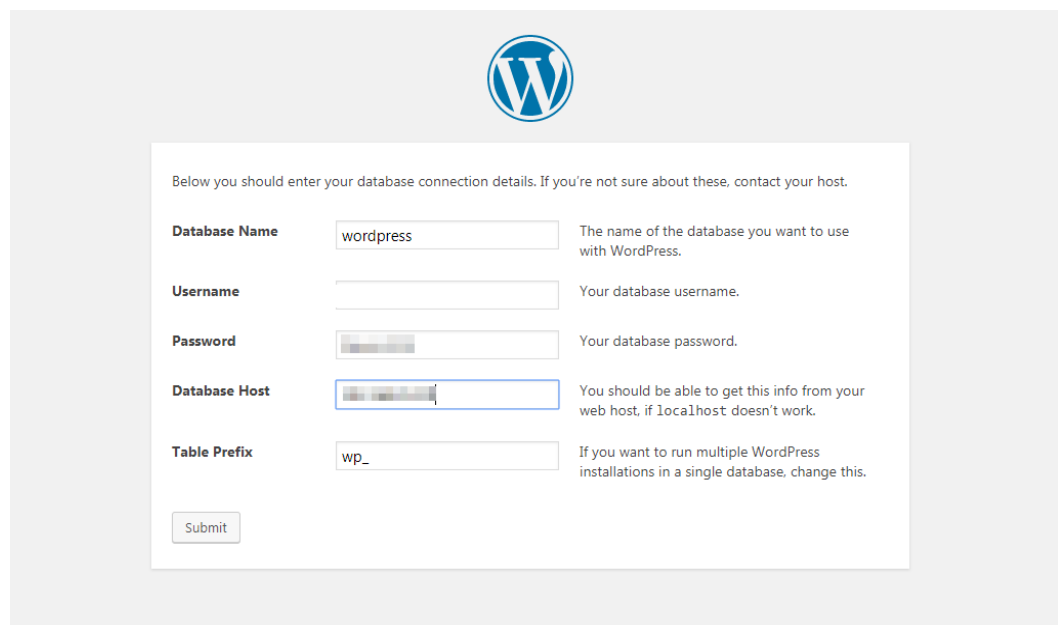 Below you should enter your database connection details. If you’re not sure about these, contact your host.
Database Name
wordpress
The name of the database you want to use
with WordPress.
Username
Your database username.
Password
Your database password.
Database Host
You should be able to get this info from your
web host, if localhost doesn’t work.
Table Prefix
wp_
If you want to run multiple WordPress
installations in a single database, change this.
Submit